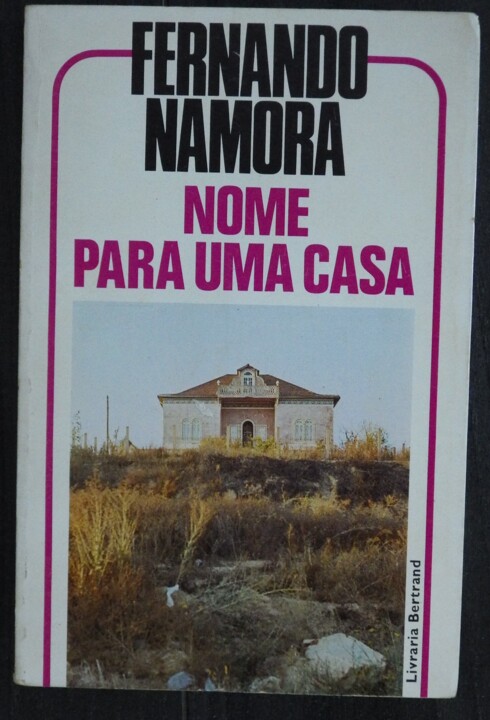 FERNANDO
NAMORA
NOME
PARA UMA CASA
Livraria Bertrand